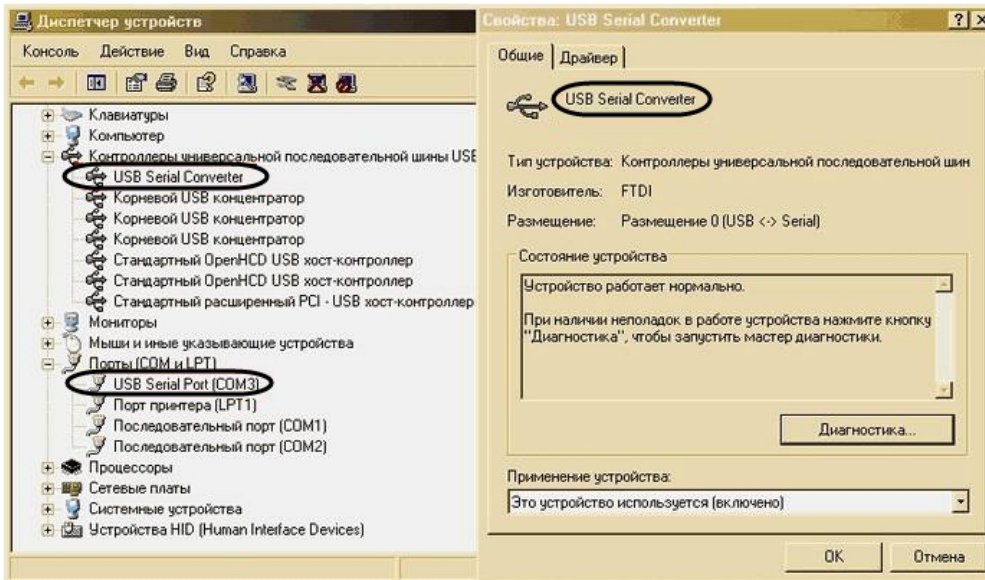 Диспетчер устройств
Консоль Действие Вид Справка
Клавиатуры
Компьютер
Контроллеры универсальной последовательной шины USB
USB Serial Converter
Корневой USB концентратор
Корневой USB концентратор
Корневой USB концентратор
Стандартный OpenHCD USB хост-контроллер
Стандартный OpenHCD USB хост-контроллер
Стандартный расширенный PCI - USB хост-контроллер
Мониторы
Мыши и иные указывающие устройства
Порты (COM и LPT)
USB Serial Port (COM3)
Порт принтера (LPT1)
Последовательный порт (COM1)
Последовательный порт (COM2)
Процессоры
Сетевые платы
Системные устройства
Устройства HID (Human Interface Devices)
Свойства: USB Serial Converter
Общие Драйвер
USB Serial Converter
Тип устройства: Контроллеры универсальной последовательной шин
Изготовитель: FTDI
Размещение: Размещение 0 (USB <-> Serial)
Состояние устройства
Устройство работает нормально.
При наличии неполадок в работе устройства нажмите кнопку
"Диагностика", чтобы запустить мастер диагностики.
Диагностика...
Применение устройства:
Это устройство используется (включено)
OK Отмена